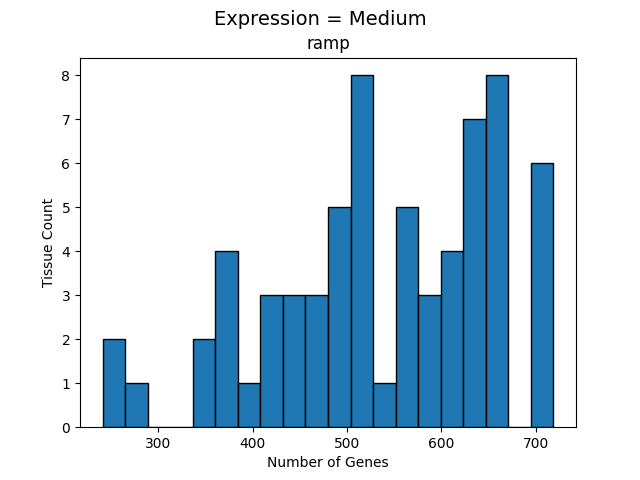 Expression = Medium
ramp
8
7
6
5
4
3
2
1
0
Tissue Count
300 400 500 600 700
Number of Genes